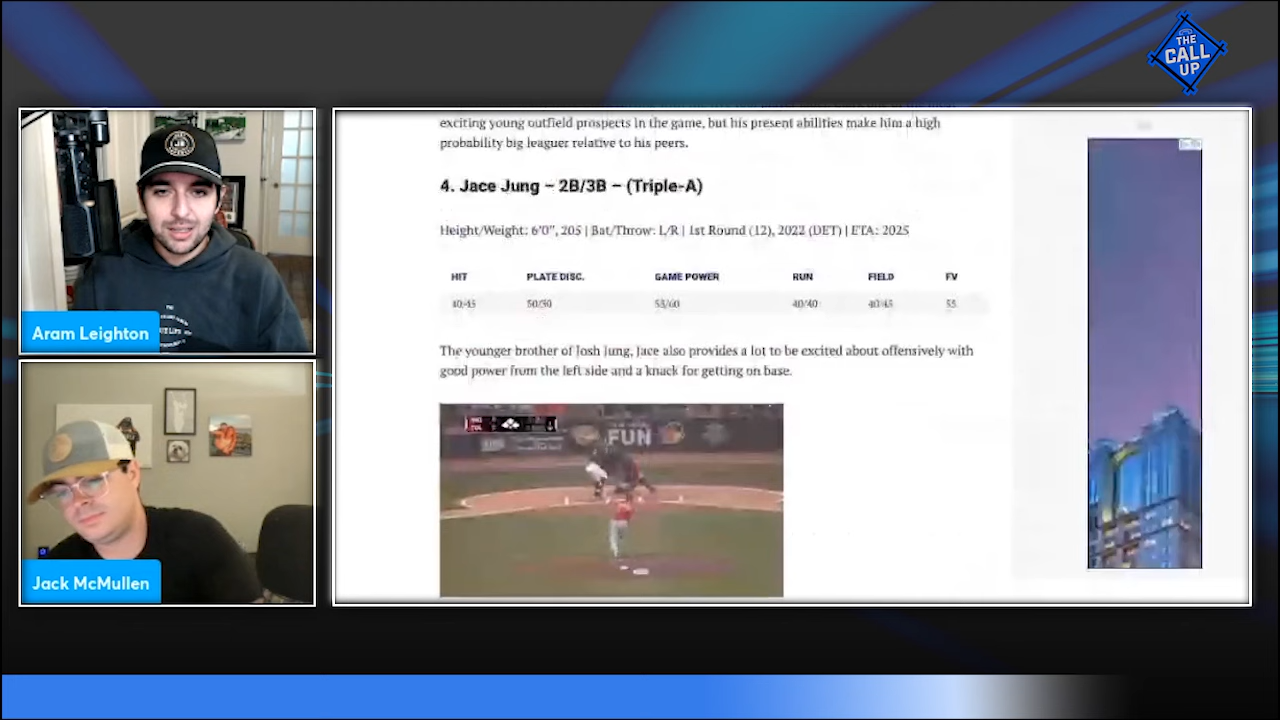 THE
CALL
UP
exciting young outfield prospects in the game, but his present abilities make him a high
probability big leaguer relative to his peers.
4. Jace Jung – 2B/3B – (Triple-A)
Height/Weight: 6'0", 205 | Bat/Throw: L/R | 1st Round (12), 2022 (DET) | ETA: 2025
HIT PLATE DISC. GAME POWER RUN FIELD FV
40/45 50/50 55/60 40/40 40/45 55
The younger brother of Josh Jung, Jace also provides a lot to be excited about offensively with
good power from the left side and a knack for getting on base.
FUN
Aram Leighton
Jack McMullen